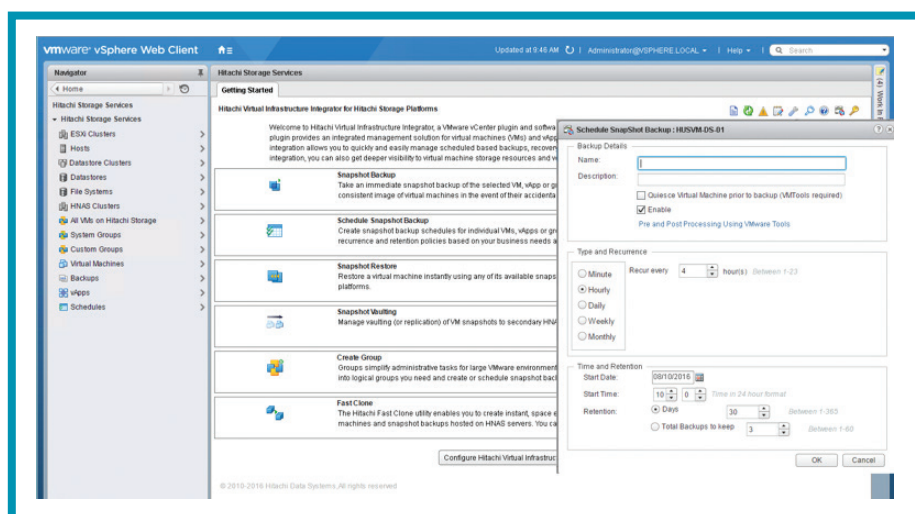 vmware® vSphere Web Client
Updated at 9:46 AM
Administrator@VSPHERE.LOCAL
Help
Search
Navigator
Home
Hitachi Storage Services
Hitachi Storage Services
ESXi Clusters
Hosts
Datastore Clusters
Datastores
File Systems
HNAS Clusters
All VMs on Hitachi Storage
System Groups
Custom Groups
Virtual Machines
Backups
vApps
Schedules
Hitachi Storage Services
Getting Started
Hitachi Virtual Infrastructure Integrator for Hitachi Storage Platforms
Welcome to Hitachi Virtual Infrastructure Integrator, a VMware vCenter plugin and softwa
plugin provides an integrated management solution for virtual machines (VMs) and vApp
integration allows you to quickly and easily manage scheduled based backups, recover
integration, you can also get deeper visibility to virtual machine storage resources and v
Snapshot Backup
Take an immediate snapshot backup of the selected VM, vApp or gr
consistent image of virtual machines in the event of their accidenta
Schedule Snapshot Backup
Create snapshot backup schedules for individual VMs, vApps or gr
recurrence and retention policies based on your business needs a
Snapshot Restore
Restore a virtual machine instantly using any of its available snaps
platforms.
Snapshot Vaulting
Manage vaulting (or replication) of VM snapshots to secondary HNA
Create Group
Groups simplify administrative tasks for large VMware environment
into logical groups you need and create or schedule snapshot bacl
Fast Clone
The Hitachi Fast Clone utility enables you to create instant, space e
machines and snapshot backups hosted on HNAS servers. You ca
Configure Hitachi Virtual Infrastruc
© 2010-2016 Hitachi Data Systems, All rights reserved
(4) Work In
Schedule SnapShot Backup : HUSVM-DS-01
Backup Details
Name:
Description:
Quiesce Virtual Machine prior to backup (VMTools required)
Enable
Pre and Post Processing Using VMware Tools
Type and Recurrence
Minute
Hourly
Daily
Weekly
Monthly
Recur every 4 hour(s) Between 1-23
Time and Retention
Start Date: 08/10/2016
Start Time: 10 0 Time in 24 hour format
Retention: Days 30 Between 1-365
Total Backups to keep 3 Between 1-60
OK
Cancel